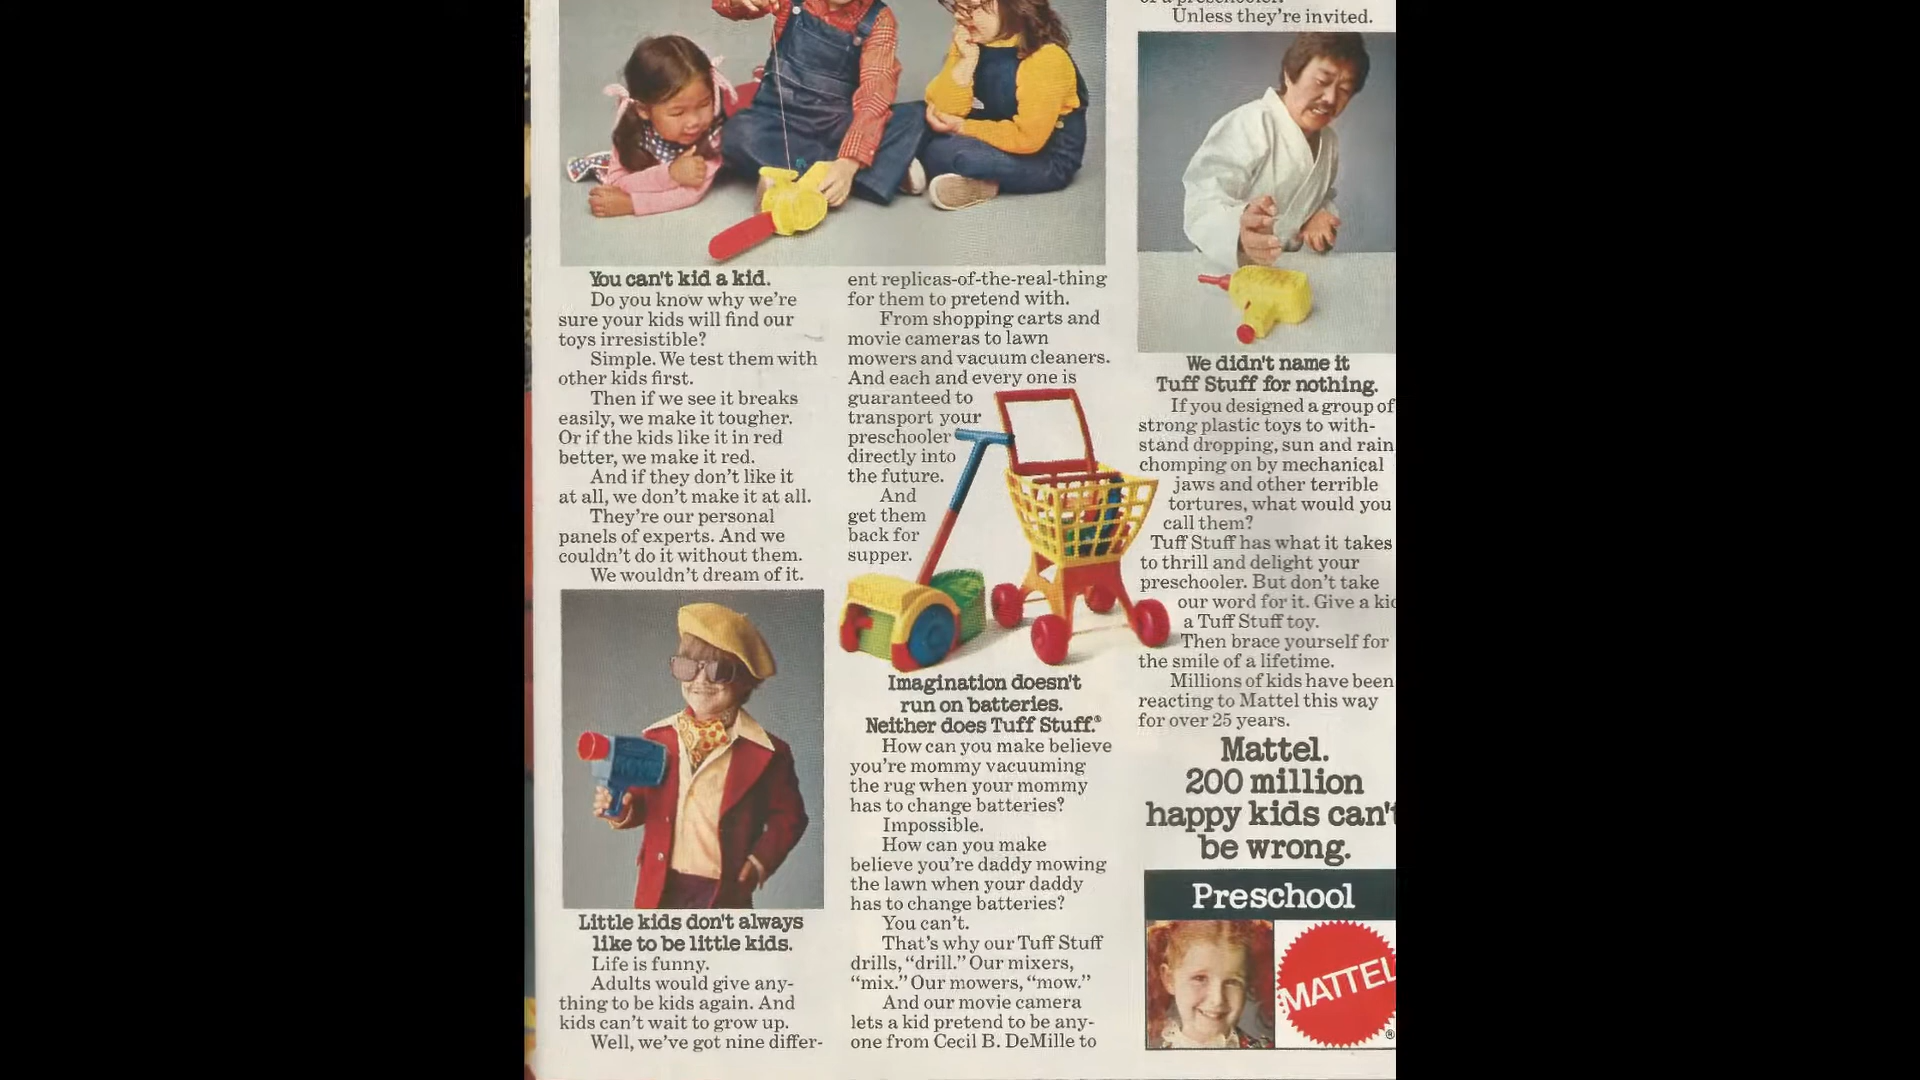 You can't kid a kid.
Do you know why we're
sure your kids will find our
toys irresistible?
Simple. We test them with
other kids first.
Then if we see it breaks
easily, we make it tougher.
Or if the kids like it in red
better, we make it red.
And if they don't like it
at all, we don't make it at all.
They're our personal
panels of experts. And we
couldn't do it without them.
We wouldn't dream of it.
Little kids don't always
like to be little kids.
Life is funny.
Adults would give any-
thing to be kids again. And
kids can't wait to grow up.
Well, we've got nine differ-
ent replicas-of-the-real-thing
for them to pretend with.
From shopping carts and
movie cameras to lawn
mowers and vacuum cleaners.
And each and every one is
guaranteed to
transport your
preschooler
directly into
the future.
And
get them
back for
supper.
Imagination doesn't
run on batteries.
Neither does Tuff Stuff.®
How can you make believe
you're mommy vacuuming
the rug when your mommy
has to change batteries?
Impossible.
How can you make
believe you're daddy mowing
the lawn when your daddy
has to change batteries?
You can't.
That's why our Tuff Stuff
drills, “drill.” Our mixers,
“mix.” Our mowers, “mow.”
And our movie camera
lets a kid pretend to be any-
one from Cecil B. DeMille to
of a preschooler.
Unless they're invited.
We didn't name it
Tuff Stuff for nothing.
If you designed a group of
strong plastic toys to with-
stand dropping, sun and rain
chomping on by mechanical
jaws and other terrible
tortures, what would you
call them?
Tuff Stuff has what it takes
to thrill and delight your
preschooler. But don't take
our word for it. Give a
a Tuff Stuff toy.
Then brace yourself for
the smile of a lifetime.
Millions of kids have been
reacting to Mattel this way
for over 25 years.
Mattel.
200 million
happy kids can't
be wrong.
Preschool
MATTEL
®